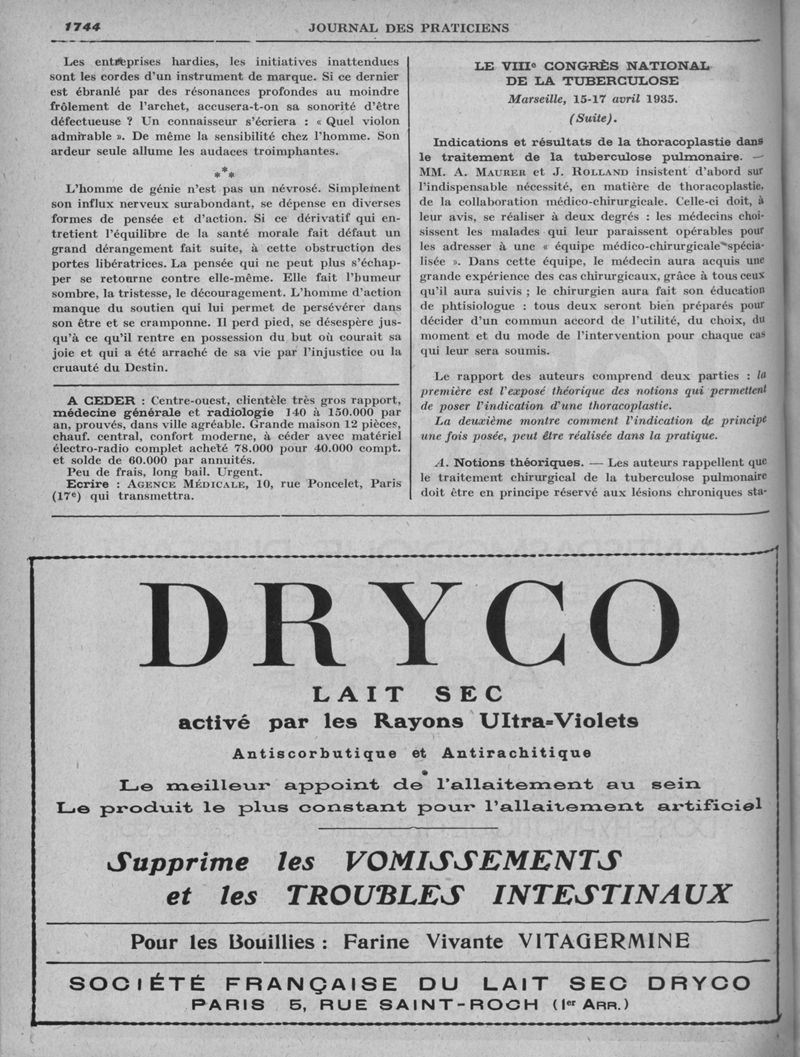 1744
JOURNAL DES PRATICIENS
Les entreprises hardies, les initiatives inattendues
sont les cordes d'un instrument de marque. Si ce dernier
est ébranlé par des résonances profondes au moindre
frôlement de l'archet, accusera-t-on sa sonorité d'être
défectueuse ? Un connaisseur s'écriera : « Quel violon
admirable ». De même la sensibilité chez l'homme. Son
ardeur seule allume les audaces troimphantes.
***
L'homme de génie n'est pas un névrosé. Simplement
son influx nerveux surabondant, se dépense en diverses
formes de pensée et d'action. Si ce dérivatif qui en-
tretient l'équilibre de la santé morale fait défaut un
grand dérangement fait suite, à cette obstruction des
portes libératrices. La pensée qui ne peut plus s'échap-
per se retourne contre elle-même. Elle fait l'humeur
sombre, la tristesse, le découragement. L'homme d'action
manque du soutien qui lui permet de persévérer dans
son être et se cramponne. Il perd pied, se désespère jus-
qu'à ce qu'il rentre en possession du but où courait sa
joie et qui a été arraché de sa vie par l'injustice ou la
cruauté du Destin.
A CEDER : Centre-ouest, clientèle très gros rapport,
médecine générale et radiologie 140 à 150.000 par
an, prouvés, dans ville agréable. Grande maison 12 pièces,
chauf. central, confort moderne, à céder avec matériel
électro-radio complet acheté 78.000 pour 40.000 compt.
et solde de 60.000 par annuités.
Peu de frais, long bail. Urgent.
Ecrire : AGENCE MÉDICALE, 10, rue Poncelet, Paris
(17e) qui transmettra.
LE VIIIe CONGRÈS NATIONAL
DE LA TUBERCULOSE
Marseille, 15-17 avril 1935.
(Suite).
Indications et résultats de la thoracoplastie dans
le traitement de la tuberculose pulmonaire. —
MM. A. MAURER et J. ROLLAND insistent d'abord sur
l'indispensable nécessité, en matière de thoracoplastie,
de la collaboration médico-chirurgicale. Celle-ci doit, à
leur avis, se réaliser à deux degrés : les médecins choi-
sissent les malades qui leur paraissent opérables pour
les adresser à une « équipe médico-chirurgicale spécia-
lisée ». Dans cette équipe, le médecin aura acquis une
grande expérience des cas chirurgicaux, grâce à tous ceux
qu'il aura suivis ; le chirurgien aura fait son éducation
de phtisiologue : tous deux seront bien préparés pour
décider d'un commun accord de l'utilité, du choix, du
moment et du mode de l'intervention pour chaque cas
qui leur sera soumis.
Le rapport des auteurs comprend deux parties : la
première est l'exposé théorique des notions qui permettent
de poser l'indication d'une thoracoplastie.
La deuxième montre comment l'indication de principe
une fois posée, peut être réalisée dans la pratique.
A. Notions théoriques. — Les auteurs rappellent que
le traitement chirurgical de la tuberculose pulmonaire
doit être en principe réservé aux lésions chroniques sta-
DRYCO
LAIT SEC
activé par les Rayons Ultra-Violets
Antiscorbutique et Antirachitique
Le meilleur appoint de l'allaitement au sein
Le produit le plus constant pour l'allaitement artificiel
Supprime les VOMISSEMENTS
et les TROUBLES INTESTINAUX
Pour les Bouillies : Farine Vivante VITAGERMINE
SOCIÉTÉ FRANÇAISE DU LAIT SEC DRYCO
PARIS 5, RUE SAINT-ROCH (Ier ARR.)